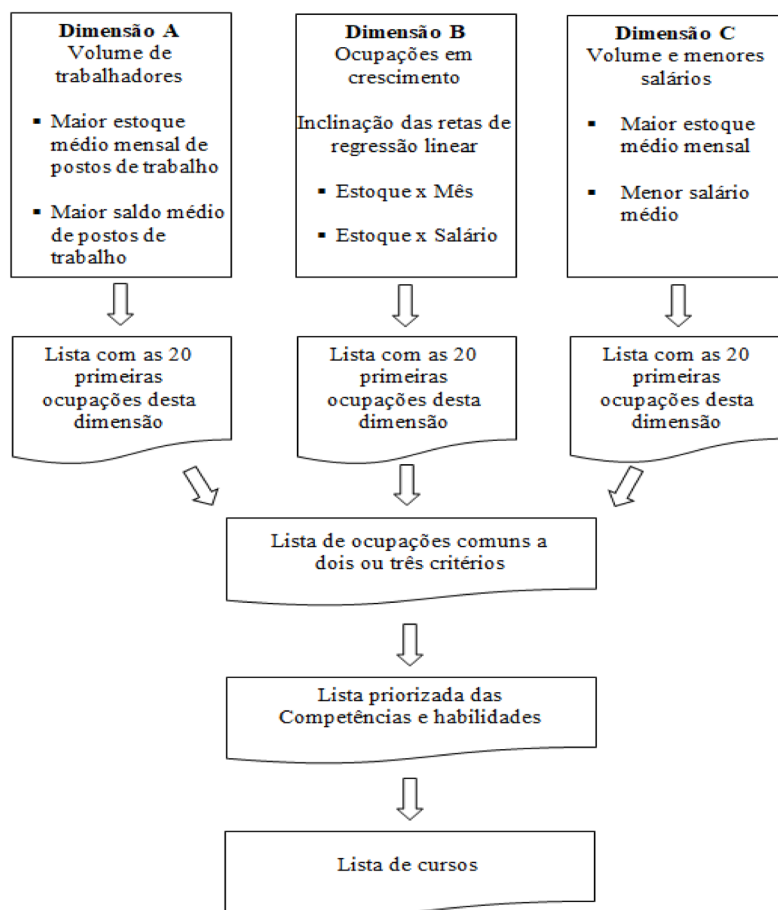 Dimensão A
Volume de
trabalhadores
▪ Maior estoque
médio mensal de
postos de trabalho
▪ Maior saldo médio
de postos de
trabalho
Dimensão B
Ocupações em
crescimento
Inclinação das retas de
regressão linear
▪ Estoque x Mês
▪ Estoque x Salário
Dimensão C
Volume e menores
salários
▪ Maior estoque
médio mensal
▪ Menor salário
médio
Lista com as 20
primeiras
ocupações desta
dimensão
Lista com as 20
primeiras
ocupações desta
dimensão
Lista com as 20
primeiras
ocupações desta
dimensão
Lista de ocupações comuns a
dois ou três critérios
Lista priorizada das
Competências e habilidades
Lista de cursos